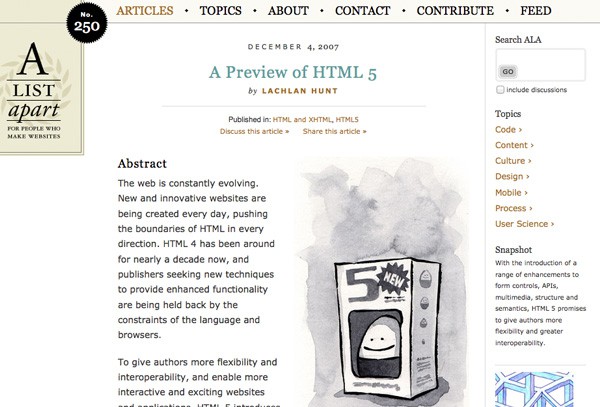 No.
250
ARTICLES • TOPICS • ABOUT • CONTACT • CONTRIBUTE • FEED
A
LIST
apart
FOR PEOPLE WHO
MAKE WEBSITES
DECEMBER 4, 2007
A Preview of HTML 5
by LACHLAN HUNT
Published in: HTML and XHTML, HTML5
Discuss this article » Share this article »
Abstract
The web is constantly evolving.
New and innovative websites are
being created every day, pushing
the boundaries of HTML in every
direction. HTML 4 has been around
for nearly a decade now, and
publishers seeking new techniques
to provide enhanced functionality
are being held back by the
constraints of the language and
browsers.
To give authors more flexibility and
interoperability, and enable more
interactive and exciting websites
and applications, HTML 5 introduces
5
NEW
Search ALA
GO
include discussions
Topics
Code ›
Content ›
Culture ›
Design ›
Mobile ›
Process ›
User Science ›
Snapshot
With the introduction of a
range of enhancements to
form controls, APIs,
multimedia, structure and
semantics, HTML 5 promises
to give authors more
flexibility and greater
interoperability.